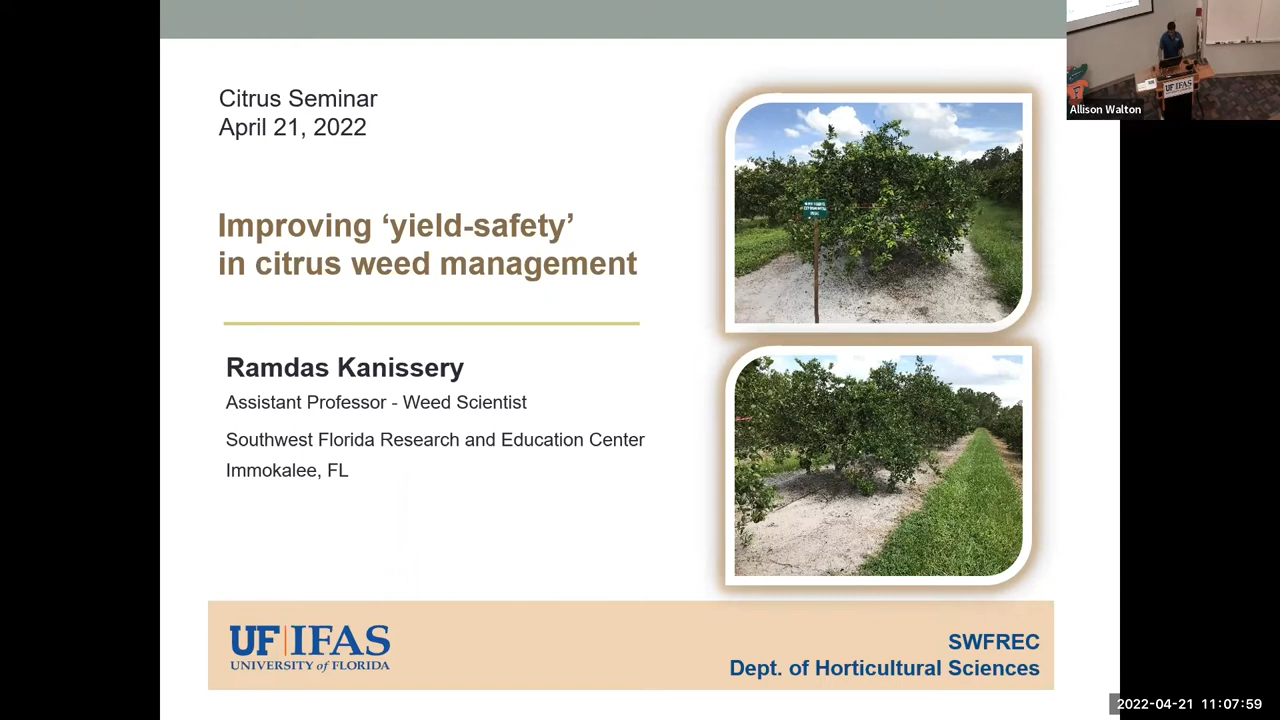 Citrus Seminar
April 21, 2022
Improving ‘yield-safety’
in citrus weed management
Ramdas Kanissery
Assistant Professor - Weed Scientist
Southwest Florida Research and Education Center
Immokalee, FL
UF|IFAS
UNIVERSITY of FLORIDA
SWFREC
Dept. of Horticultural Sciences
UF IFAS
Allison Walton
2022-04-21 11:07:59